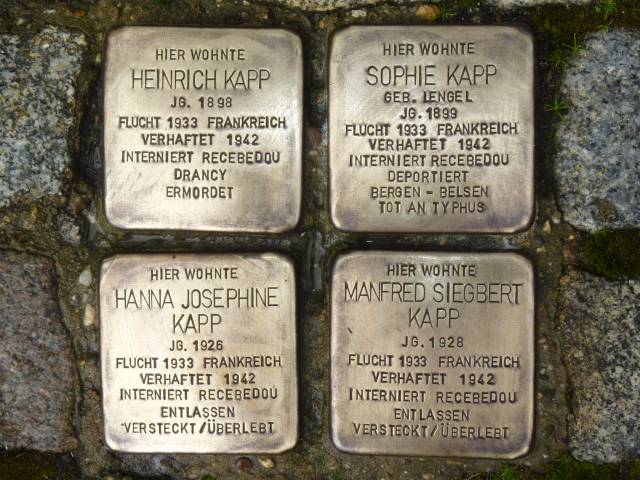 HIER WOHNTE
HEINRICH KAPP
JG. 1898
FLUCHT 1933 FRANKREICH
VERHAFTET 1942
INTERNIERT RECEBEDOU
DRANCY
ERMORDET
HIER WOHNTE
SOPHIE KAPP
GEB. LENGEL
JG. 1899
FLUCHT 1933 FRANKREICH
VERHAFTET 1942
INTERNIERT RECEBEDOU
DEPORTIERT
BERGEN - BELSEN
TOT AN TYPHUS
HIER WOHNTE
HANNA JOSEPHINE
KAPP
JG. 1926
FLUCHT 1933 FRANKREICH
VERHAFTET 1942
INTERNIERT RECEBEDOU
ENTLASSEN
VERSTECKT/ÜBERLEBT
HIER WOHNTE
MANFRED SIEGBERT
KAPP
JG. 1928
FLUCHT 1933 FRANKREICH
VERHAFTET 1942
INTERNIERT RECEBEDOU
ENTLASSEN
VERSTECKT/ÜBERLEBT